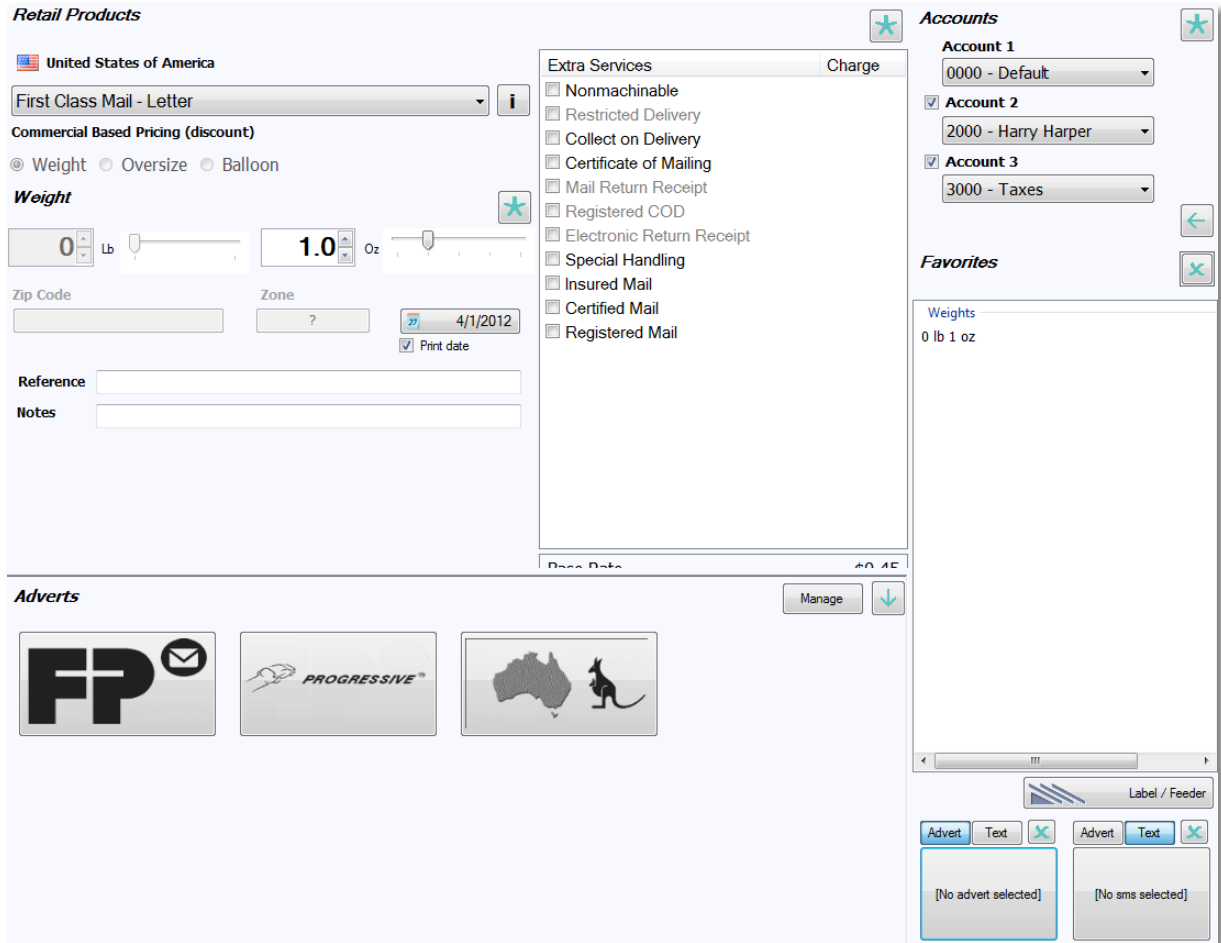 Retail Products
United States of America
First Class Mail - Letter
i
Commercial Based Pricing (discount)
Weight Oversize Balloon
Weight
0 Lb 1.0 Oz
Zip Code Zone
? 27 4/1/2012
Print date
Reference
Notes
Extra Services Charge
Nonmachinable
Restricted Delivery
Collect on Delivery
Certificate of Mailing
Mail Return Receipt
Registered COD
Electronic Return Receipt
Special Handling
Insured Mail
Certified Mail
Registered Mail
Base Rate $0.45
Accounts
Account 1
0000 - Default
Account 2
2000 - Harry Harper
Account 3
3000 - Taxes
Favorites
Weights
0 lb 1 oz
Adverts
Manage
FP
PROGRESSIVE®
Label / Feeder
Advert Text Advert Text
[No advert selected] [No sms selected]